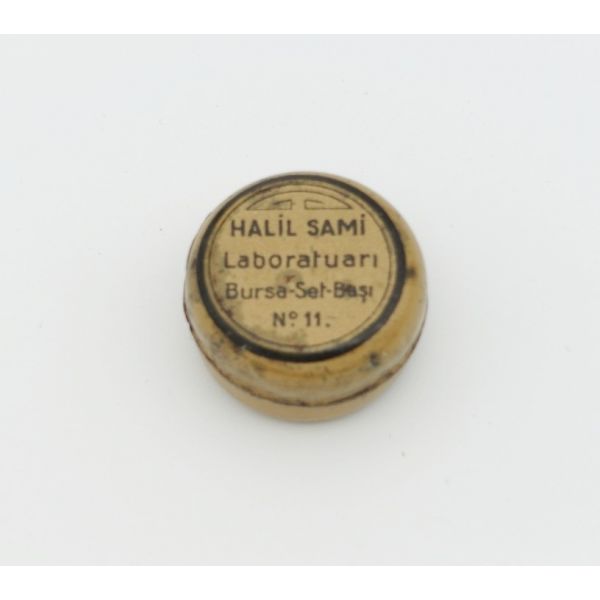 HALİL SAMİ
Laboratuarı
Bursa-Set-Başı
Nº 11.